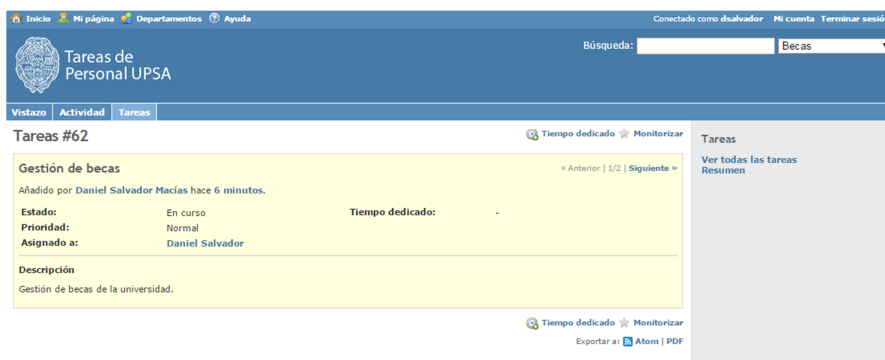 Inicio Mi página Departamentos Ayuda Conectado como dsalvador Mi cuenta Terminar sesió
Tareas de
Personal UPSA
Búsqueda: Becas
Vistazo Actividad Tareas
Tareas #62 Tiempo dedicado Monitorizar
Gestión de becas « Anterior | 1/2 | Siguiente »
Añadido por Daniel Salvador Macías hace 6 minutos.
Estado: En curso Tiempo dedicado: -
Prioridad: Normal
Asignado a: Daniel Salvador
Descripción
Gestión de becas de la universidad.
Tiempo dedicado Monitorizar
Exportar a: Atom | PDF
Tareas
Ver todas las tareas
Resumen